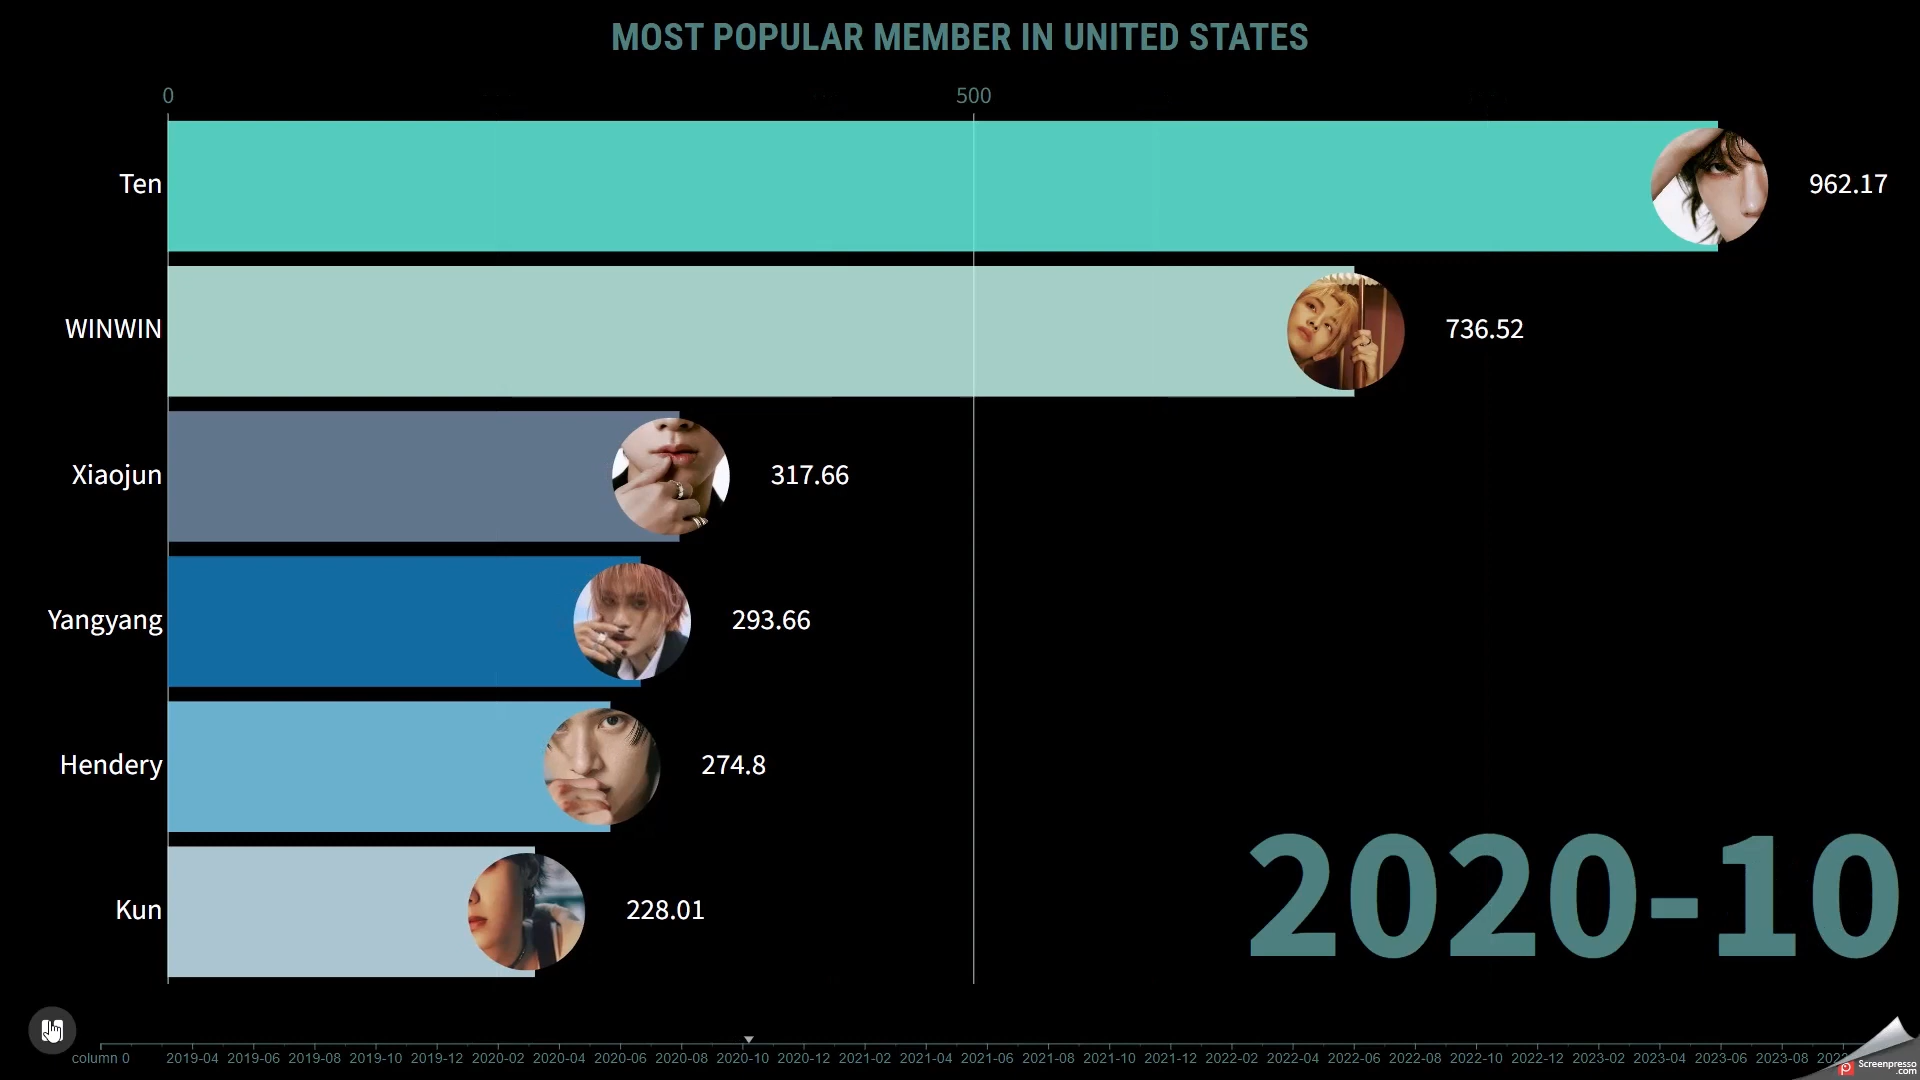 MOST POPULAR MEMBER IN UNITED STATES
0 500
Ten 962.17
WINWIN 736.52
Xiaojun 317.66
Yangyang 293.66
Hendery 274.8
Kun 228.01
2020-10
column 0 2019-04 2019-06 2019-08 2019-10 2019-12 2020-02 2020-04 2020-06 2020-08 2020-10 2020-12 2021-02 2021-04 2021-06 2021-08 2021-10 2021-12 2022-02 2022-04 2022-06 2022-08 2022-10 2022-12 2023-02 2023-04 2023-06 2023-08
Screenpresso
.com